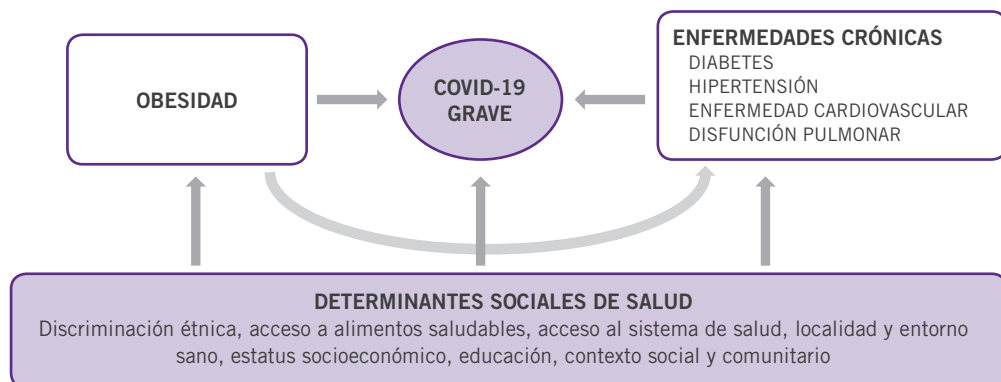 OBESIDAD
COVID-19
GRAVE
ENFERMEDADES CRÓNICAS
DIABETES
HIPERTENSIÓN
ENFERMEDAD CARDIOVASCULAR
DISFUNCIÓN PULMONAR
DETERMINANTES SOCIALES DE SALUD
Discriminación étnica, acceso a alimentos saludables, acceso al sistema de salud, localidad y entorno
sano, estatus socioeconómico, educación, contexto social y comunitario